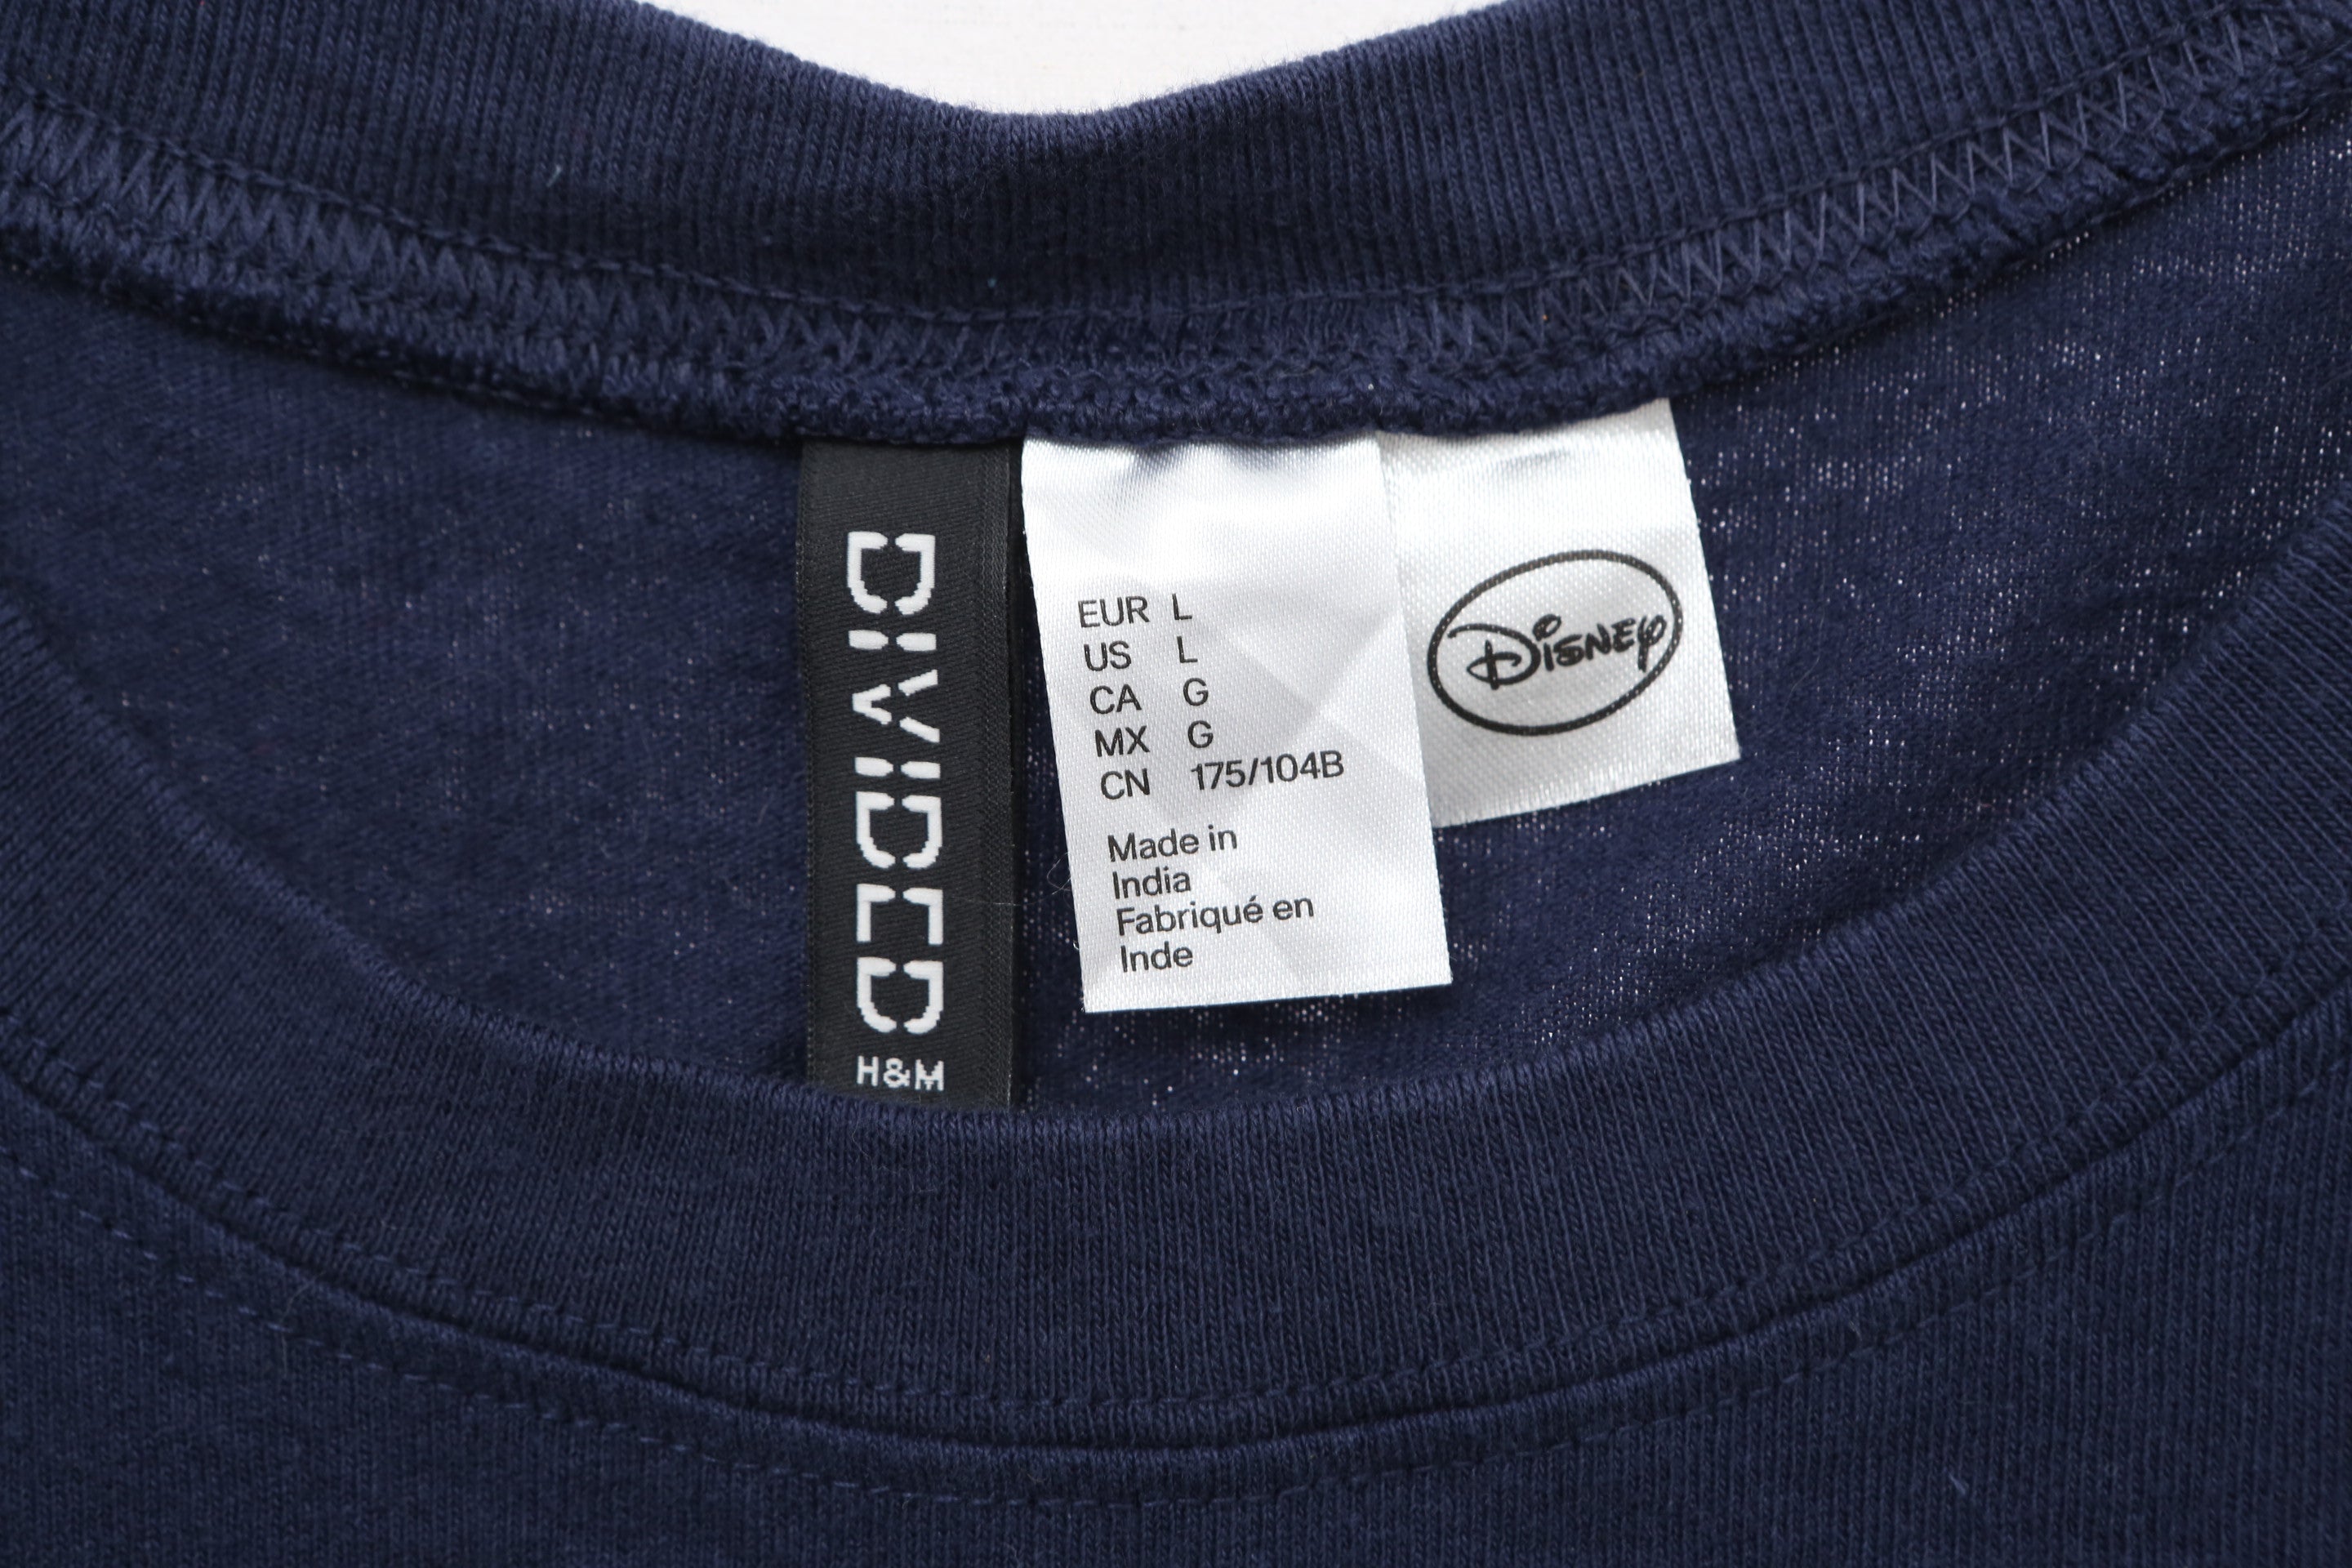 DIVIDED
H&M
EUR L
US L
CA G
MX G
CN 175/104B
Made in
India
Fabriqué en
Inde
Disney